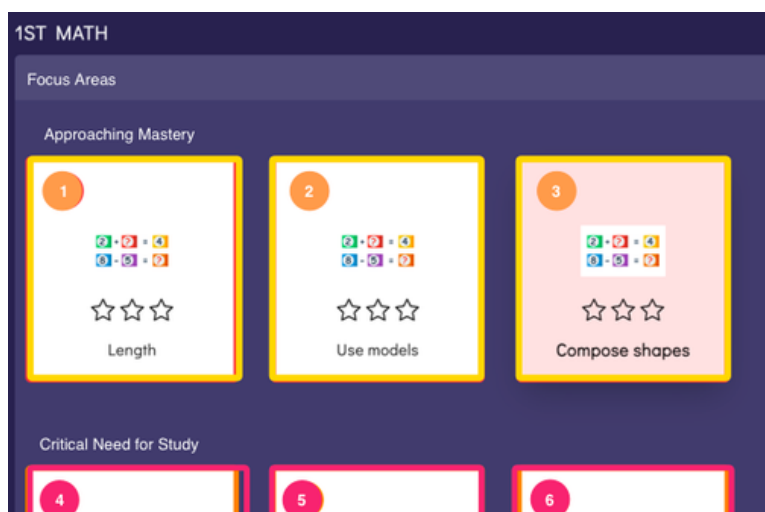 1ST MATH
Focus Areas
Approaching Mastery
1
2
3
2 + ? = 4
8 - 5 = ?
2 + ? = 4
8 - 5 = ?
2 + ? = 4
8 - 5 = ?
Length
Use models
Compose shapes
Critical Need for Study
4
5
6